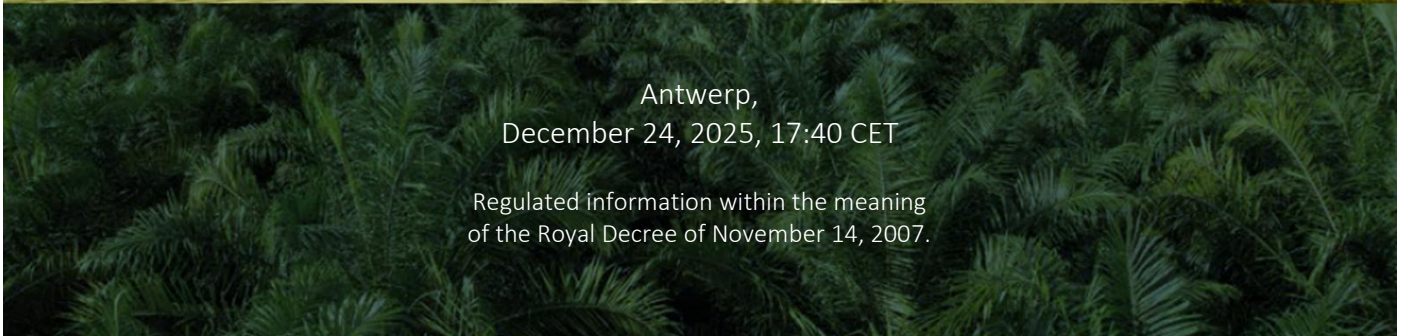 Antwerp,
December 24, 2025, 17:40 CET
Regulated information within the meaning
of the Royal Decree of November 14, 2007.